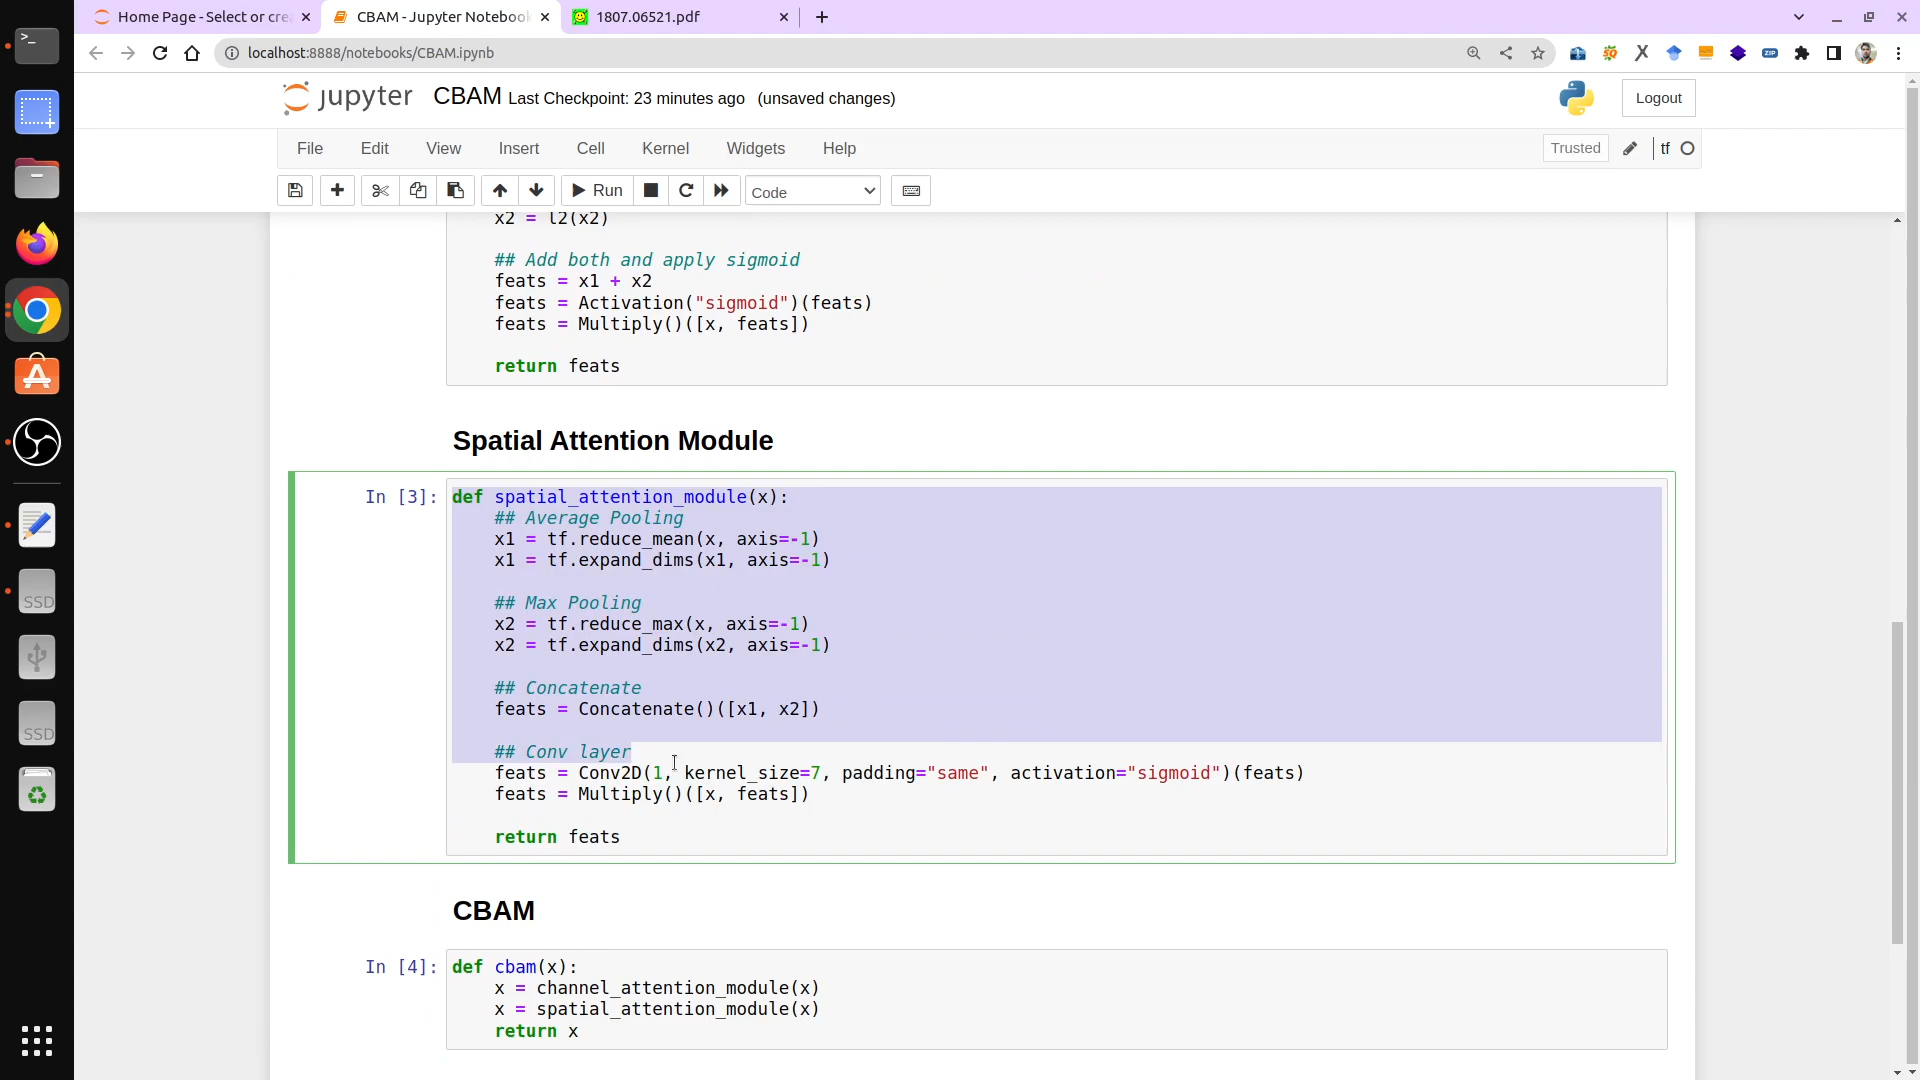 Home Page - Select or cre
CBAM - Jupyter Notebook
1807.06521.pdf
localhost:8888/notebooks/CBAM.ipynb
jupyter CBAM Last Checkpoint: 23 minutes ago (unsaved changes)
Logout
File Edit View Insert Cell Kernel Widgets Help
Trusted
tf
Run
Code
x2 = l2(x2)
## Add both and apply sigmoid
feats = x1 + x2
feats = Activation("sigmoid")(feats)
feats = Multiply()([x, feats])
return feats
Spatial Attention Module
In [3]:
def spatial_attention_module(x):
## Average Pooling
x1 = tf.reduce_mean(x, axis=-1)
x1 = tf.expand_dims(x1, axis=-1)
## Max Pooling
x2 = tf.reduce_max(x, axis=-1)
x2 = tf.expand_dims(x2, axis=-1)
## Concatenate
feats = Concatenate()([x1, x2])
## Conv layer
feats = Conv2D(1, kernel_size=7, padding="same", activation="sigmoid")(feats)
feats = Multiply()([x, feats])
return feats
CBAM
In [4]:
def cbam(x):
x = channel_attention_module(x)
x = spatial_attention_module(x)
return x
SSD
SSD
ZIP